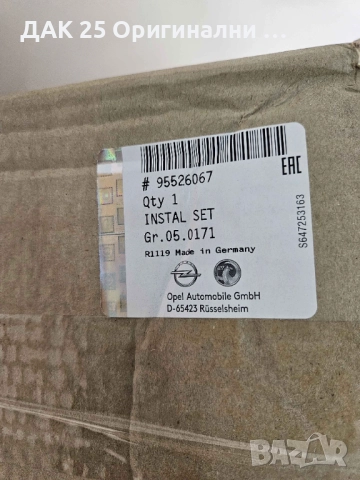 ДАК 25 Оригинални ...
# 95526067
Qty 1
INSTAL SET
Gr.05.0171
R1119 Made in Germany
Opel Automobile GmbH
D-65423 Rüsselsheim
EAC
S647253163
BAZAR